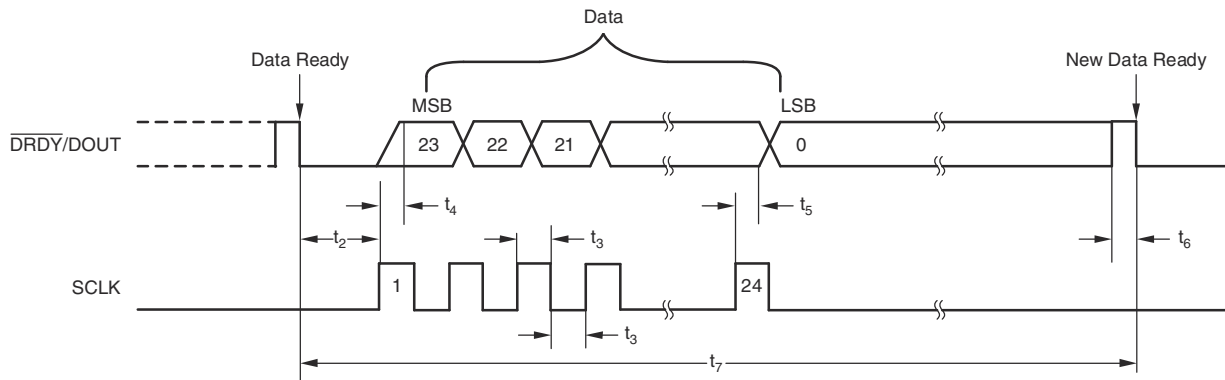 Data
Data Ready
New Data Ready
MSB
LSB
DRDY/DOUT
23
22
21
0
t4
t5
t2
t3
t6
SCLK
1
24
t3
t7